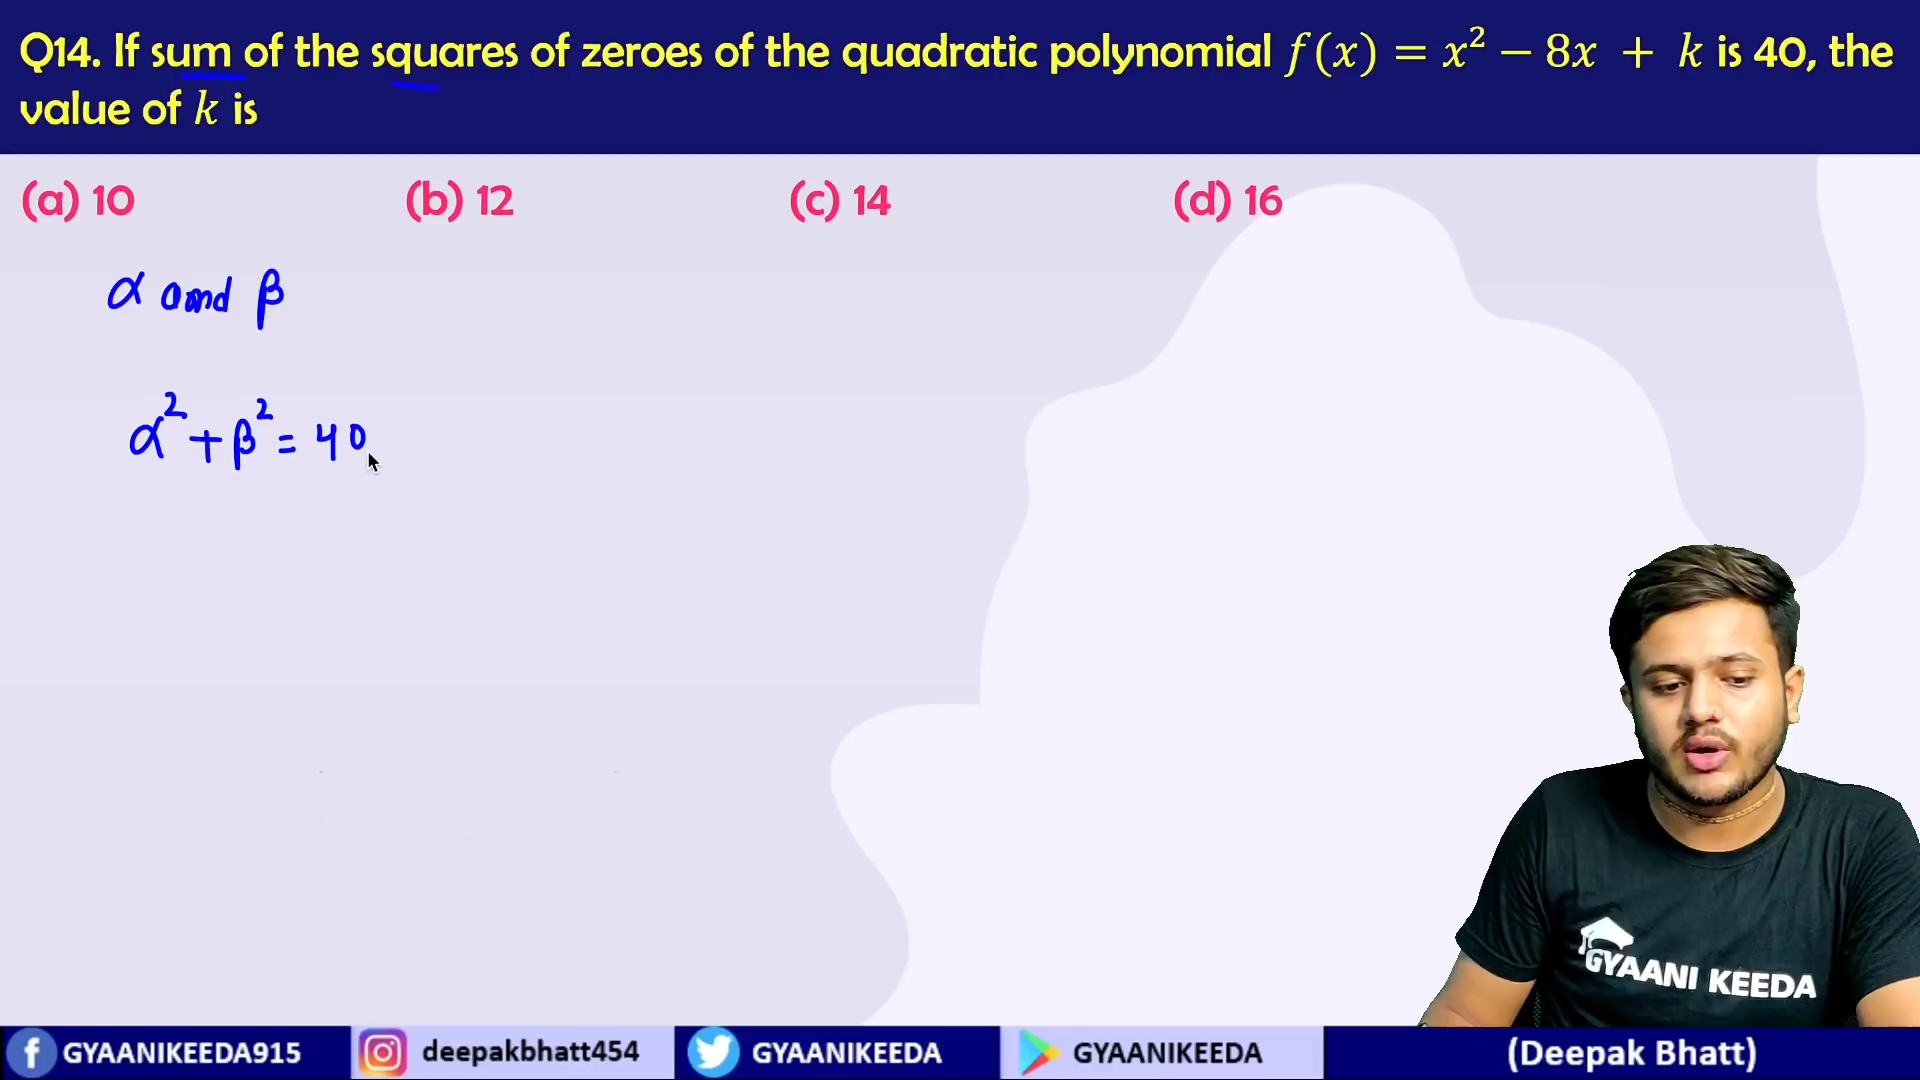 Q14. If sum of the squares of zeroes of the quadratic polynomial f(x) = x² − 8x + k is 40, the
value of k is
(a) 10 (b) 12 (c) 14 (d) 16
α and β
α² + β² = 40
GYAANI KEEDA
GYAANIKEEDA915 deepakbhatt454 GYAANIKEEDA GYAANIKEEDA (Deepak Bhatt)